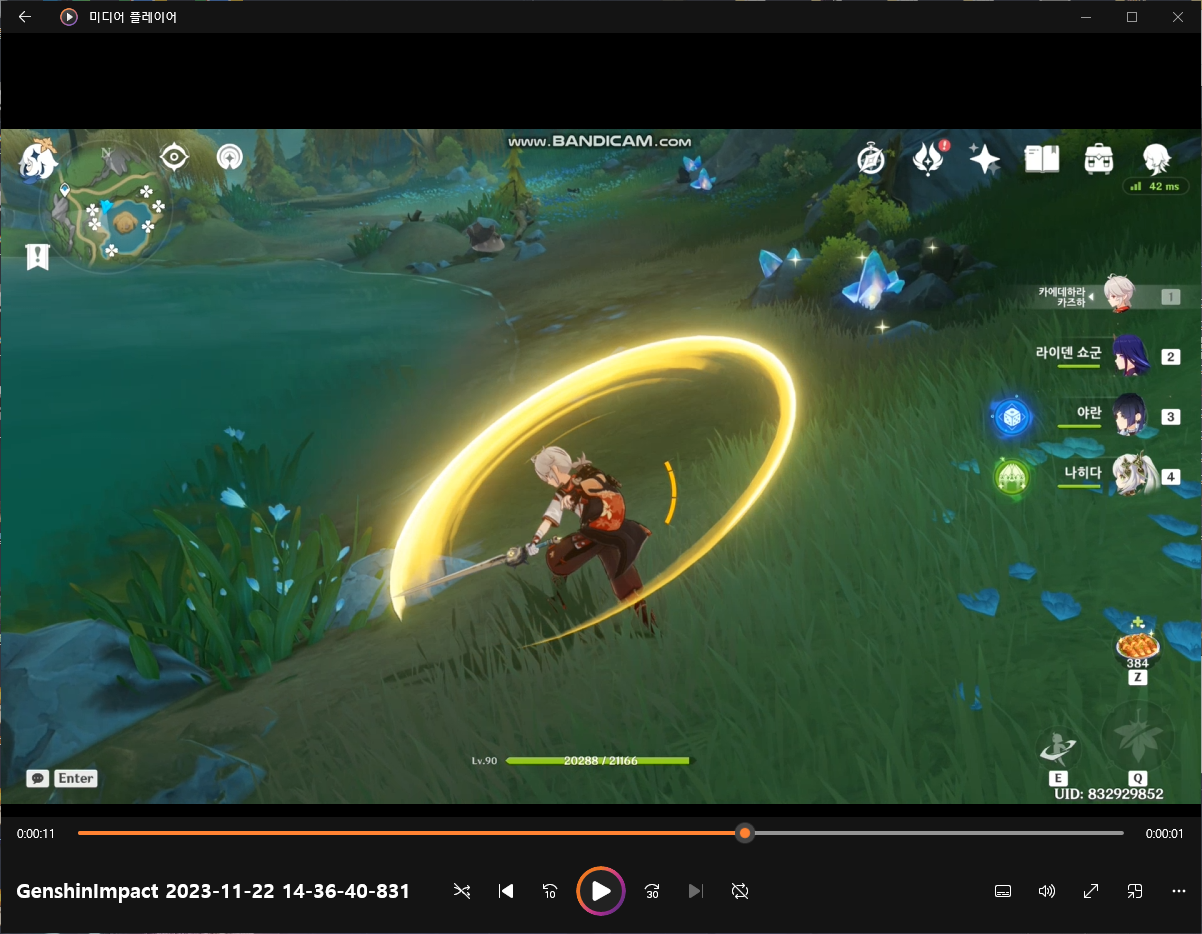 미디어 플레이어
www.BANDICAM.com
N
42 ms
카에데하라
카즈하
1
라이덴 쇼군
2
야란
3
나히다
4
384
Z
Lv.90
20288 / 21166
Enter
E
Q
UID: 832929852
0:00:11
0:00:01
GenshinImpact 2023-11-22 14-36-40-831
10
30